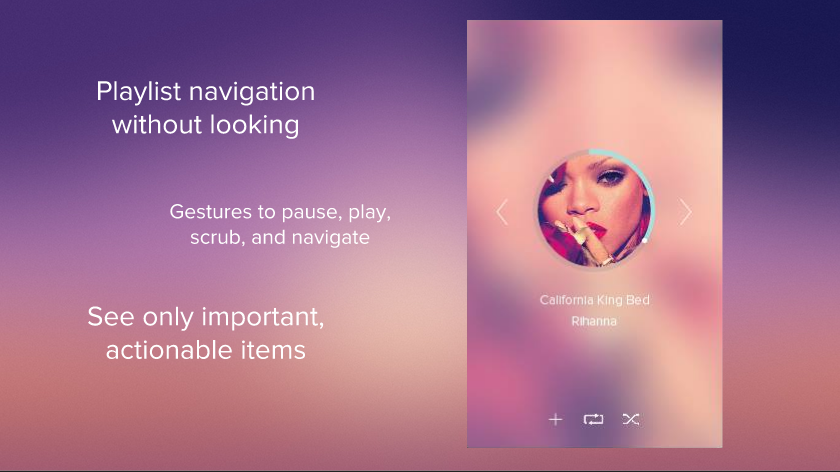 Playlist navigation
without looking
Gestures to pause, play,
scrub, and navigate
See only important,
actionable items
California King Bed
Rihanna